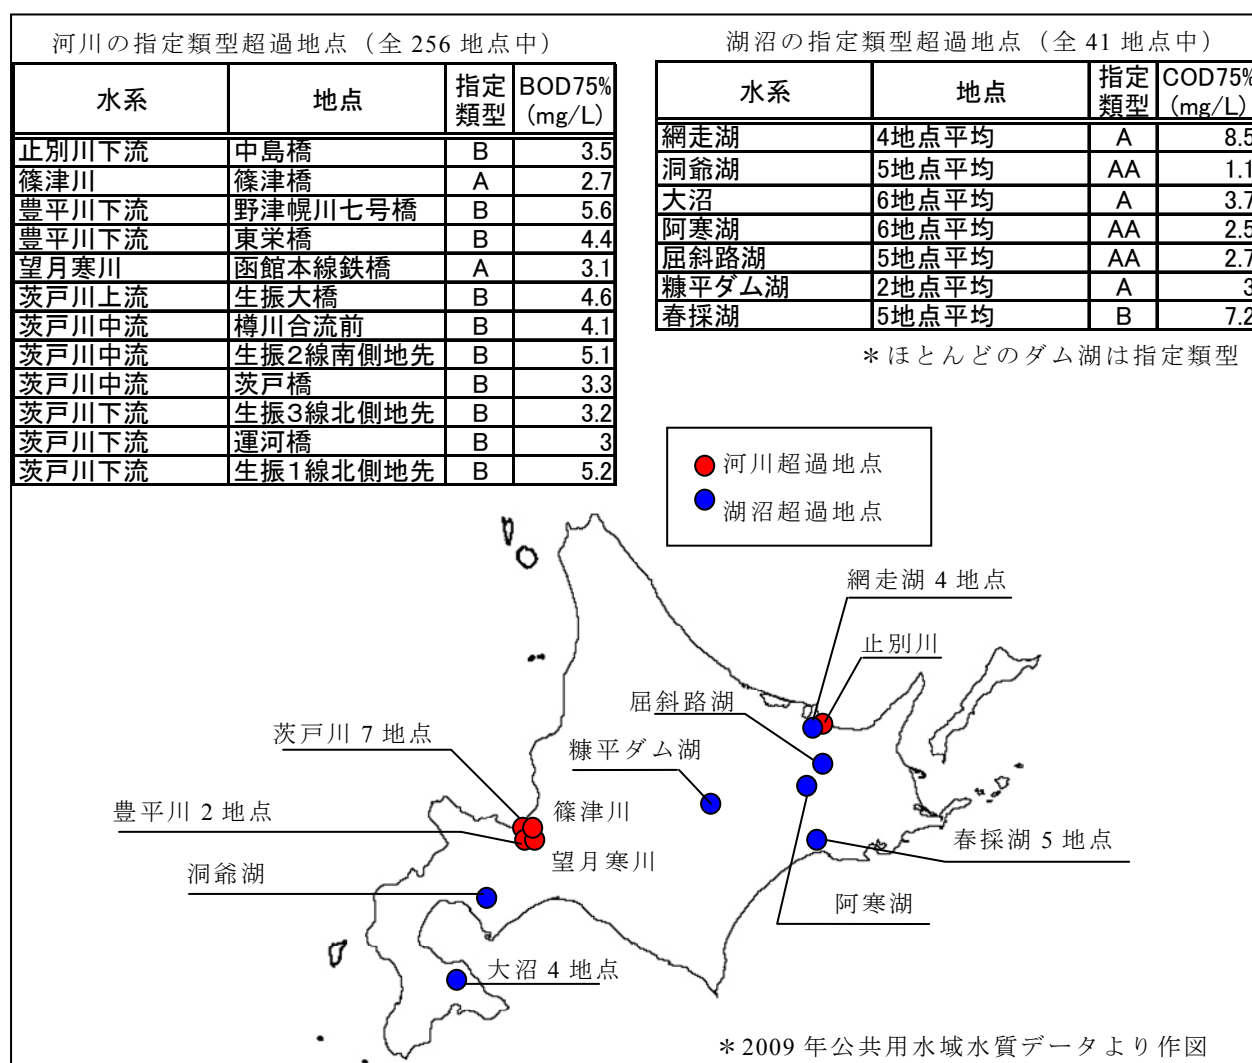 河川の指定類型超過地点（全 256 地点中）
水系 地点 指定類型 BOD75%(mg/L)
止別川下流 中島橋 B 3.5
篠津川 篠津橋 A 2.7
豊平川下流 野津幌川七号橋 B 5.6
豊平川下流 東栄橋 B 4.4
望月寒川 函館本線鉄橋 A 3.1
茨戸川上流 生振大橋 B 4.6
茨戸川中流 樽川合流前 B 4.1
茨戸川中流 生振2線南側地先 B 5.1
茨戸川中流 茨戸橋 B 3.3
茨戸川下流 生振3線北側地先 B 3.2
茨戸川下流 運河橋 B 3
茨戸川下流 生振1線北側地先 B 5.2
湖沼の指定類型超過地点（全 41 地点中）
水系 地点 指定類型 COD75%(mg/L)
網走湖 4地点平均 A 8.5
洞爺湖 5地点平均 AA 1.1
大沼 6地点平均 A 3.7
阿寒湖 6地点平均 AA 2.5
屈斜路湖 5地点平均 AA 2.7
糠平ダム湖 2地点平均 A 3
春採湖 5地点平均 B 7.2
＊ほとんどのダム湖は指定類型
河川超過地点
湖沼超過地点
網走湖 4 地点
止別川
屈斜路湖
茨戸川 7 地点
糠平ダム湖
豊平川 2 地点
篠津川
春採湖 5 地点
望月寒川
洞爺湖
阿寒湖
大沼 4 地点
＊2009 年公共用水域水質データより作図